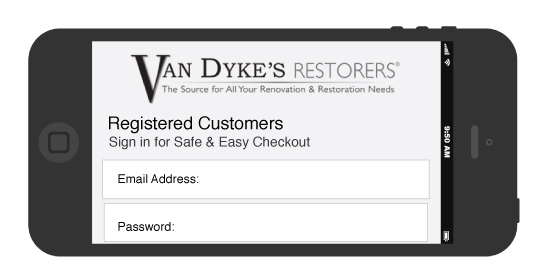 VAN DYKE'S RESTORERS®
The Source for All Your Renovation & Restoration Needs
Registered Customers
Sign in for Safe & Easy Checkout
Email Address:
Password:
9:50 AM